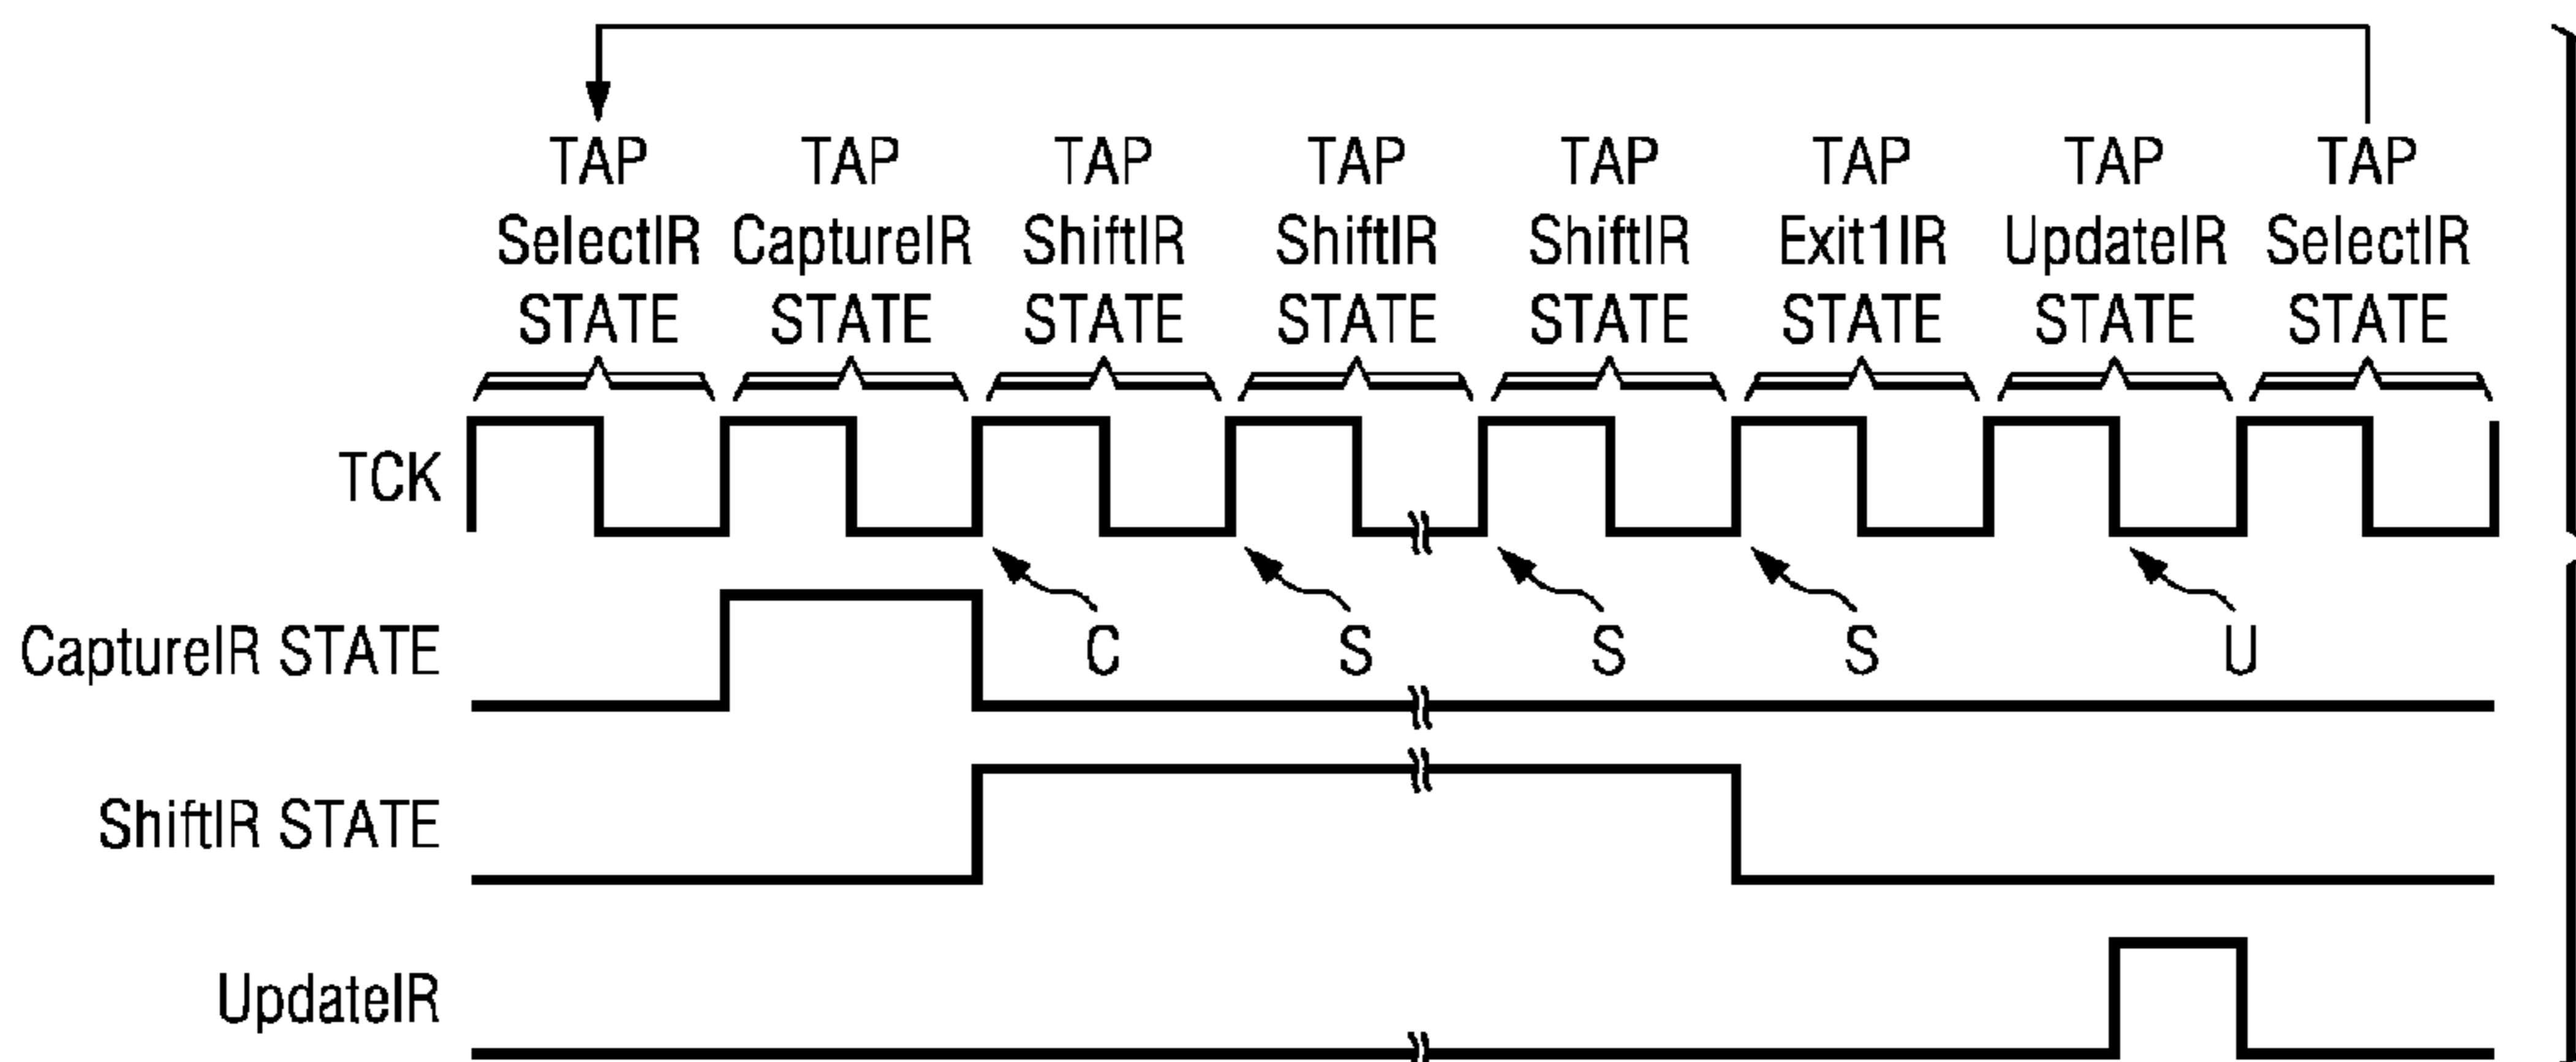 TAP TAP TAP TAP TAP TAP TAP TAP
SelectIR CaptureIR ShiftIR ShiftIR ShiftIR Exit1IR UpdateIR SelectIR
STATE STATE STATE STATE STATE STATE STATE STATE
TCK
C S S S U
CaptureIR STATE
ShiftIR STATE
UpdateIR